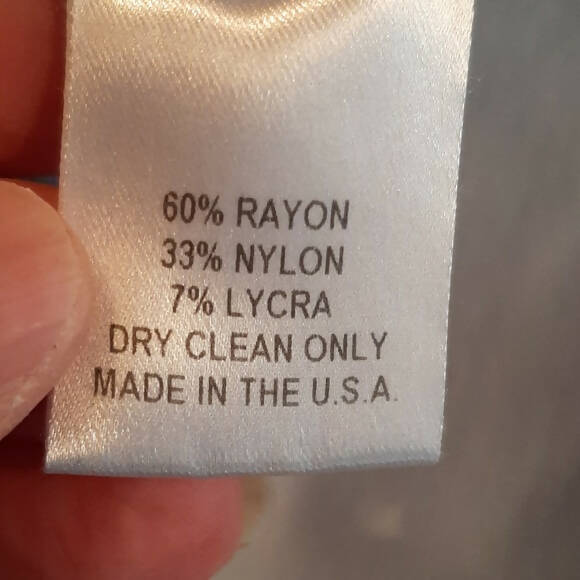 60% RAYON
33% NYLON
7% LYCRA
DRY CLEAN ONLY
MADE IN THE U.S.A.